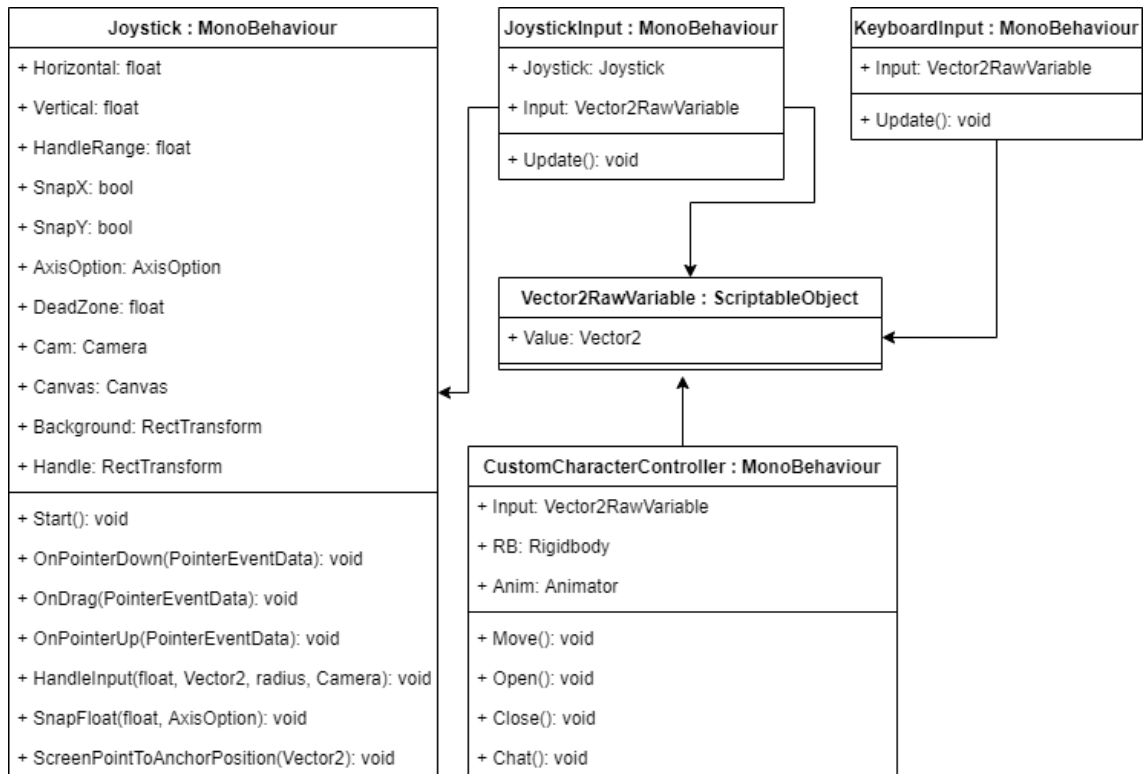 Joystick : MonoBehaviour
+ Horizontal: float
+ Vertical: float
+ HandleRange: float
+ SnapX: bool
+ SnapY: bool
+ AxisOption: AxisOption
+ DeadZone: float
+ Cam: Camera
+ Canvas: Canvas
+ Background: RectTransform
+ Handle: RectTransform
+ Start(): void
+ OnPointerDown(PointerEventData): void
+ OnDrag(PointerEventData): void
+ OnPointerUp(PointerEventData): void
+ HandleInput(float, Vector2, radius, Camera): void
+ SnapFloat(float, AxisOption): void
+ ScreenPointToAnchorPosition(Vector2): void
JoystickInput : MonoBehaviour
+ Joystick: Joystick
+ Input: Vector2RawVariable
+ Update(): void
KeyboardInput : MonoBehaviour
+ Input: Vector2RawVariable
+ Update(): void
Vector2RawVariable : ScriptableObject
+ Value: Vector2
CustomCharacterController : MonoBehaviour
+ Input: Vector2RawVariable
+ RB: Rigidbody
+ Anim: Animator
+ Move(): void
+ Open(): void
+ Close(): void
+ Chat(): void